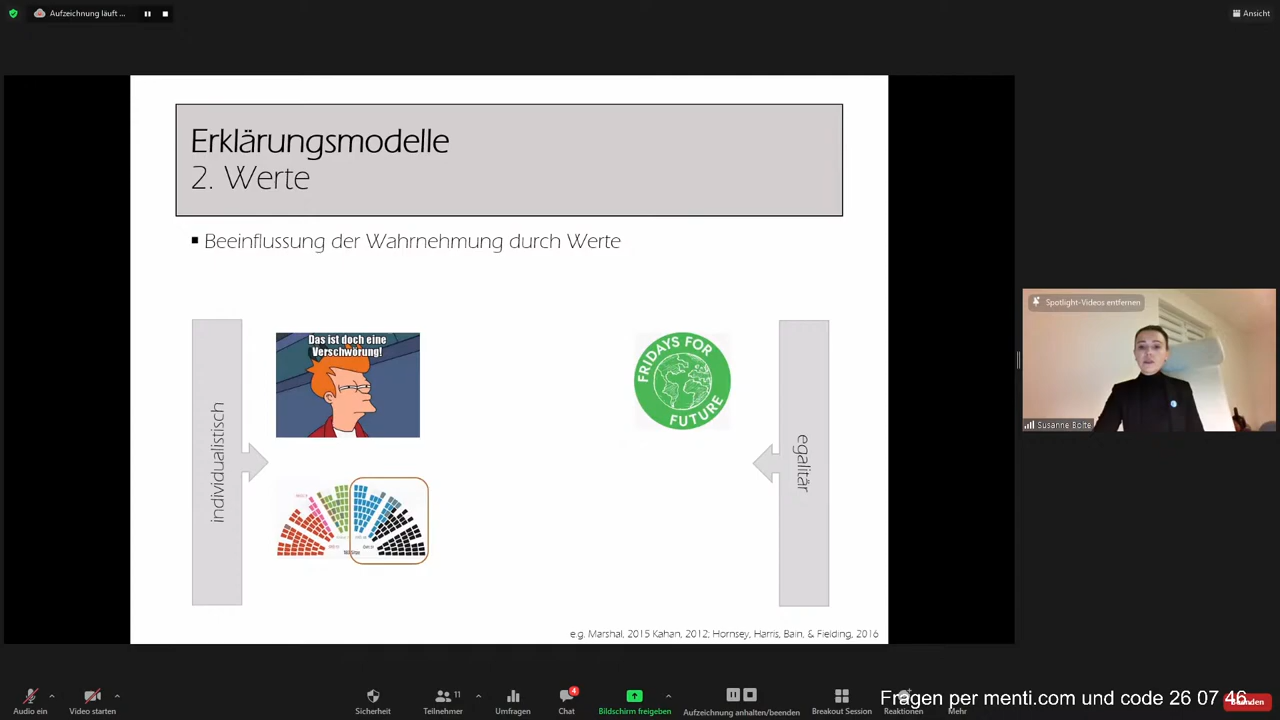 Aufzeichnung läuft ...
Ansicht
Erklärungsmodelle
2. Werte
Beeinflussung der Wahrnehmung durch Werte
individualistisch
Das ist doch eine
Verschwörung!
FRIDAYS FOR
FUTURE
egalitär
e.g. Marshal, 2015 Kahan, 2012; Hornsey, Harris, Bain, & Fielding, 2016
Spotlight-Videos entfernen
Susanne Bolte
Audio ein
Video starten
Sicherheit
Teilnehmer
11
Umfragen
Chat
4
Bildschirm freigeben
Aufzeichnung anhalten/beenden
Breakout Session
Reaktionen
Mehr
Fragen per menti.com und code 26 07 46